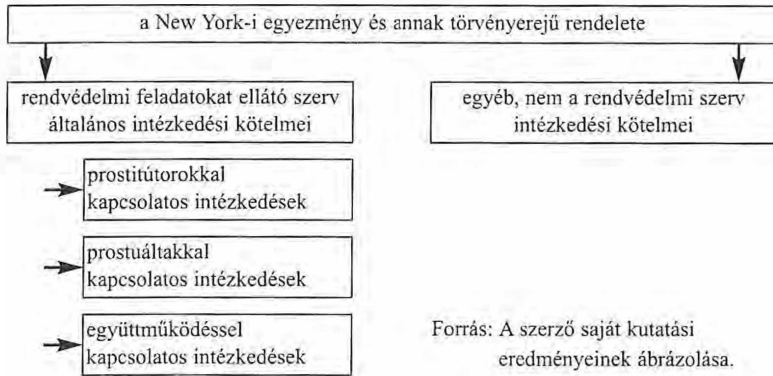 a New York-i egyezmény és annak törvényerejű rendelete
rendvédelmi feladatokat ellátó szerv
általános intézkedési kötelmei
egyéb, nem a rendvédelmi szerv
intézkedési kötelmei
prostitútorokkal
kapcsolatos intézkedések
prostuáltakkal
kapcsolatos intézkedések
együttműködéssel
kapcsolatos intézkedések
Forrás: A szerző saját kutatási
eredményeinek ábrázolása.